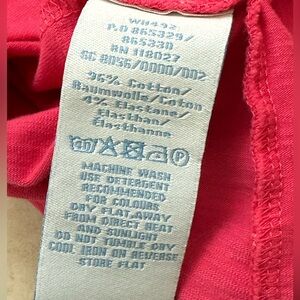 WH492
P.O 865329/
865330
RN 118027
SC 8056/0000/002
96% Cotton/
Baumwolle/Coton
4% Elastane/
Elasthan/
Elasthanne
MACHINE WASH
USE DETERGENT
RECOMMENDED
FOR COLOURS
DRY FLAT,AWAY
FROM DIRECT HEAT
AND SUNLIGHT
DO NOT TUMBLE DRY
COOL IRON ON REVERSE
STORE FLAT